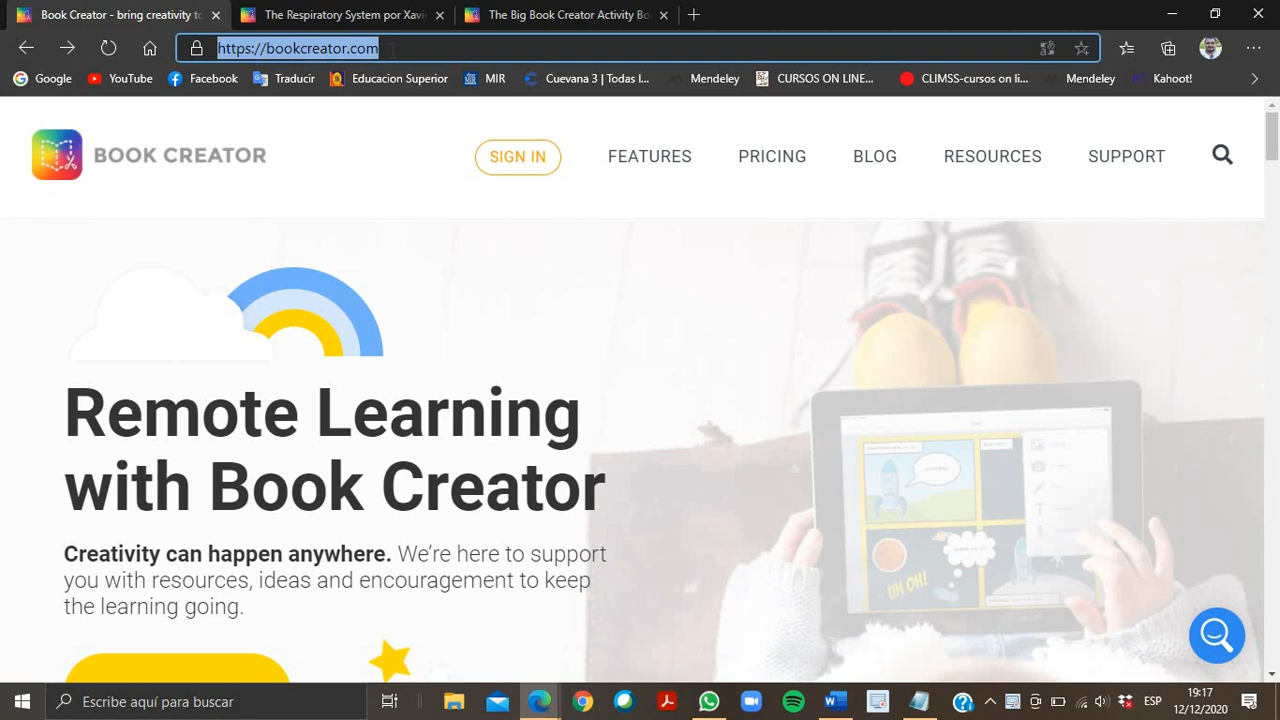 Book Creator - bring creativity to
The Respiratory System por Xavi
The Big Book Creator Activity Bo
https://bookcreator.com
Google
YouTube
Facebook
Traducir
Educacion Superior
MIR
Cuevana 3 | Todas l...
Mendeley
CURSOS ON LINE...
CLIMSS-cursos on li...
Mendeley
Kahoot!
BOOK CREATOR
SIGN IN
FEATURES
PRICING
BLOG
RESOURCES
SUPPORT
Remote Learning
with Book Creator
Creativity can happen anywhere. We're here to support
you with resources, ideas and encouragement to keep
the learning going.
UH OH!
Escribe aquí para buscar
ESP
19:17
12/12/2020